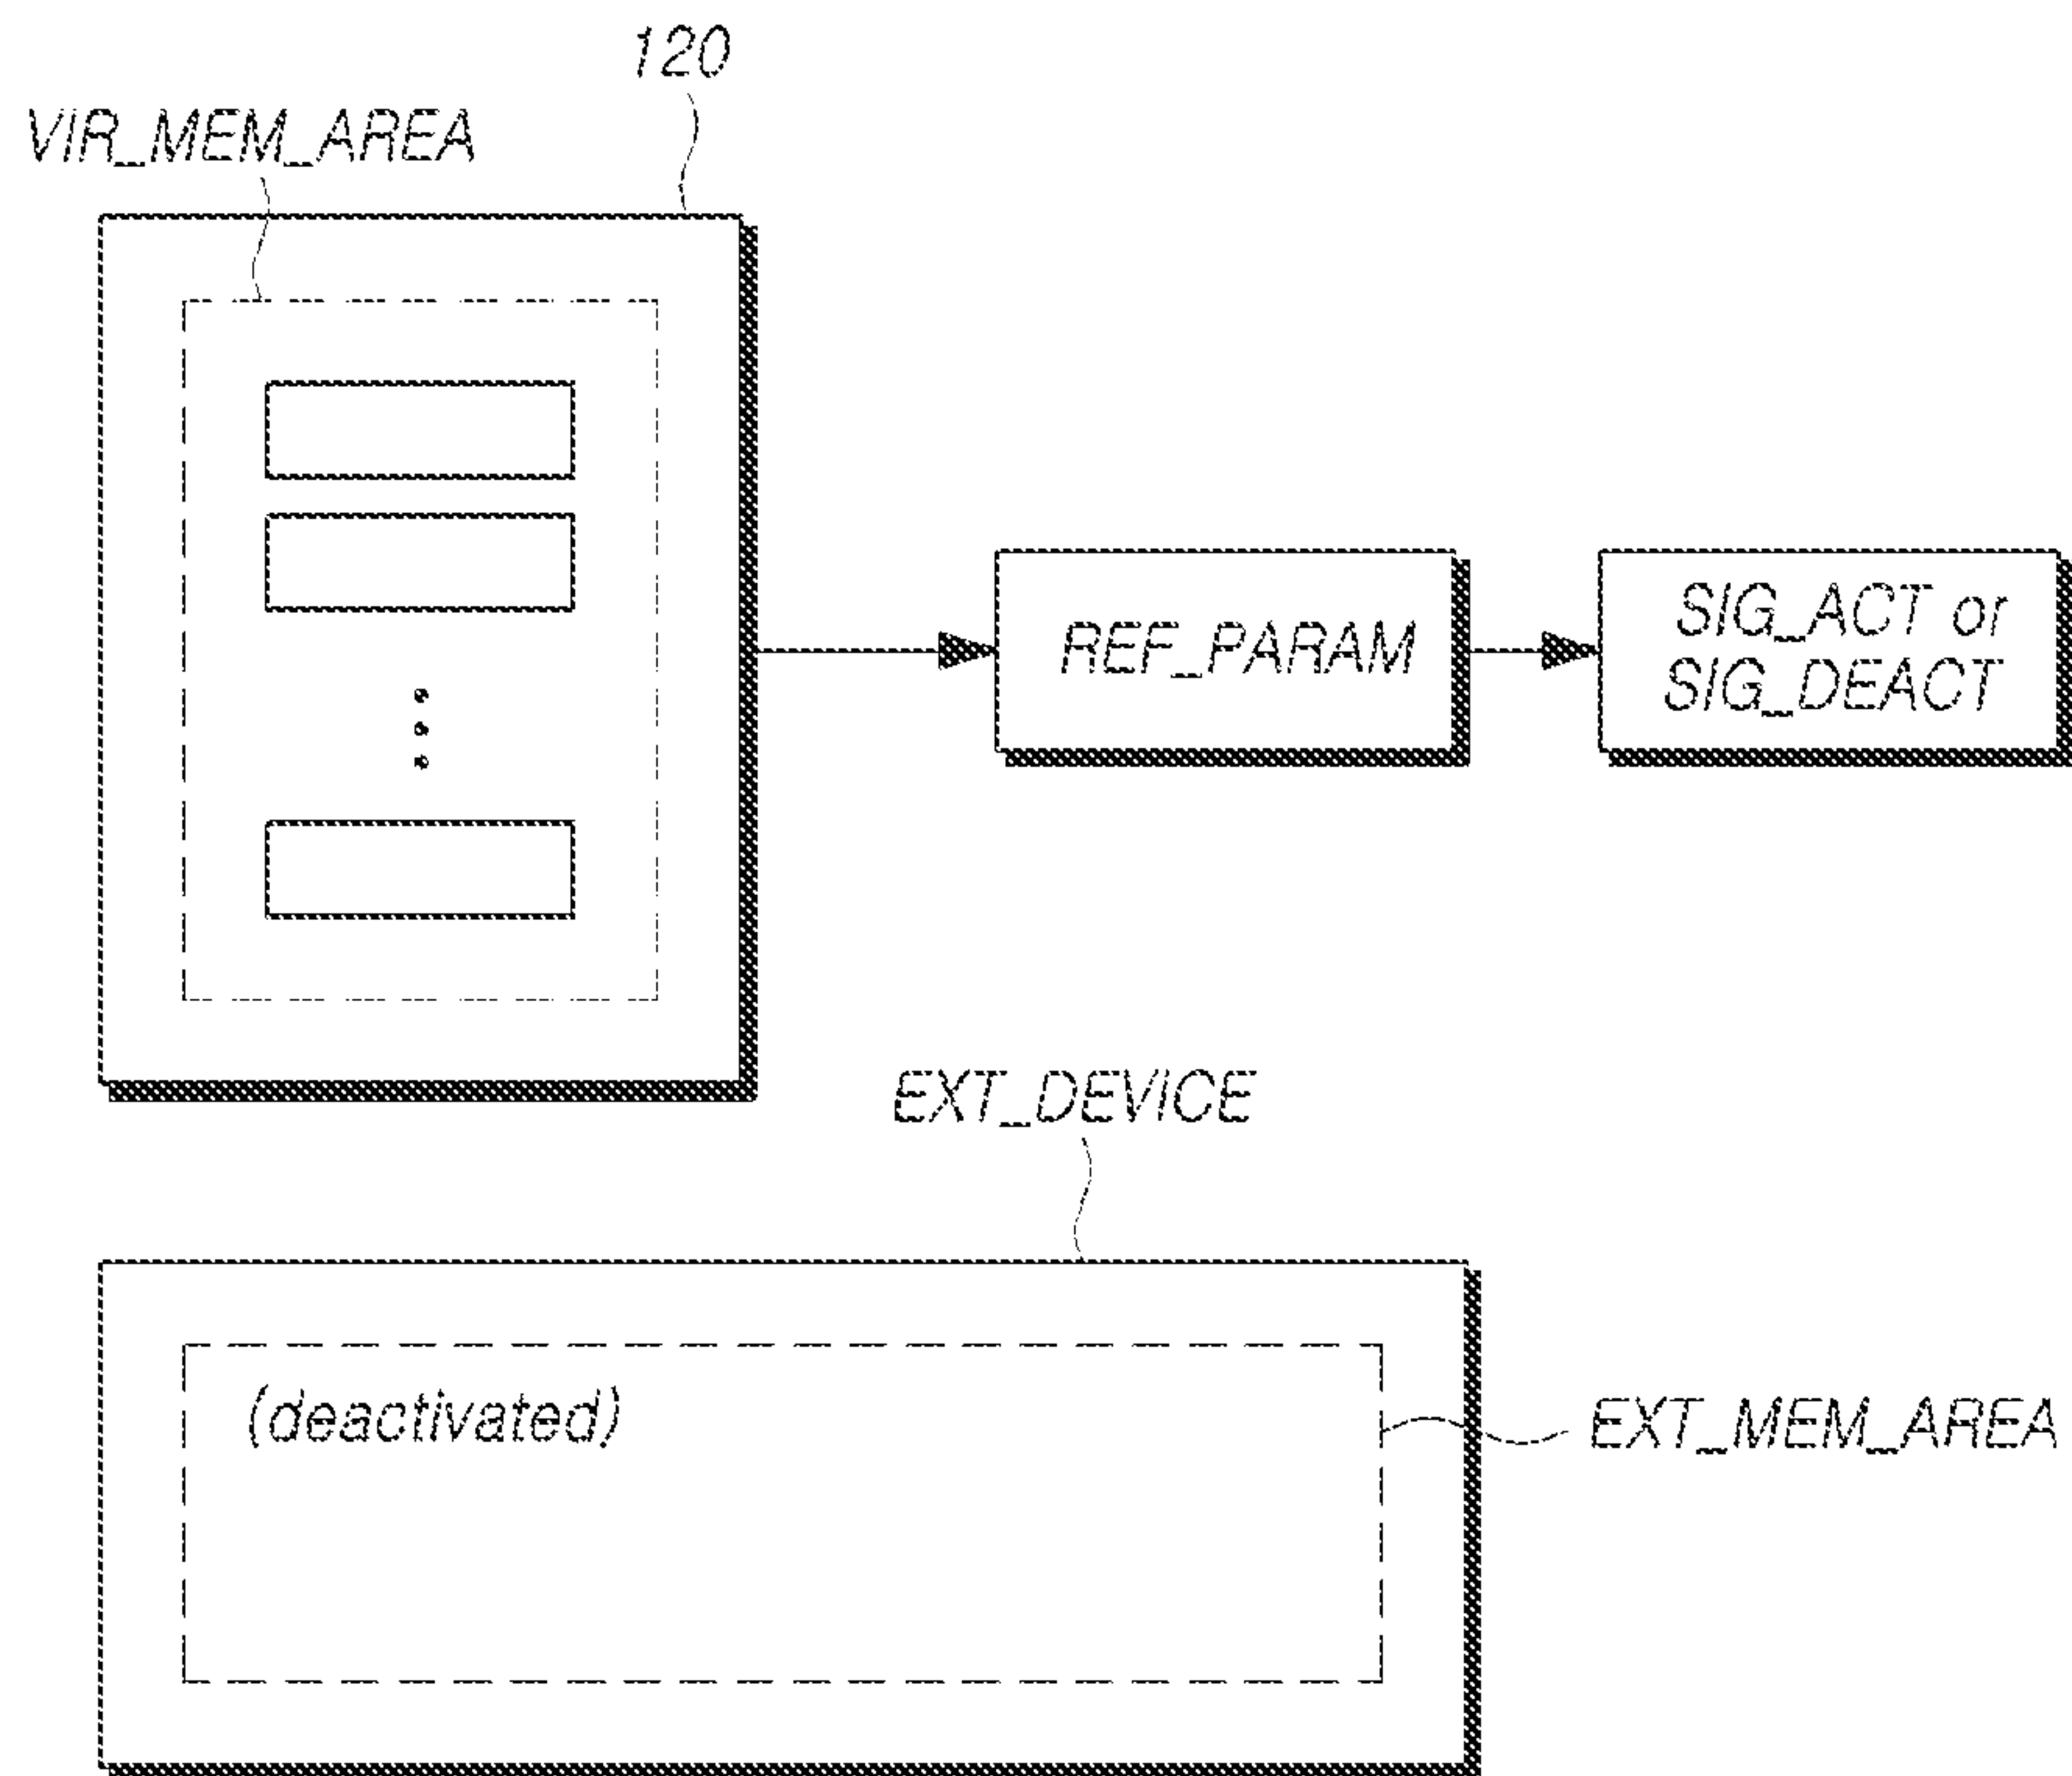 120
VIR_MEM_AREA
REF_PARAM
SIG_ACT or
SIG_DEACT
EXT_DEVICE
(deactivated)
EXT_MEM_AREA